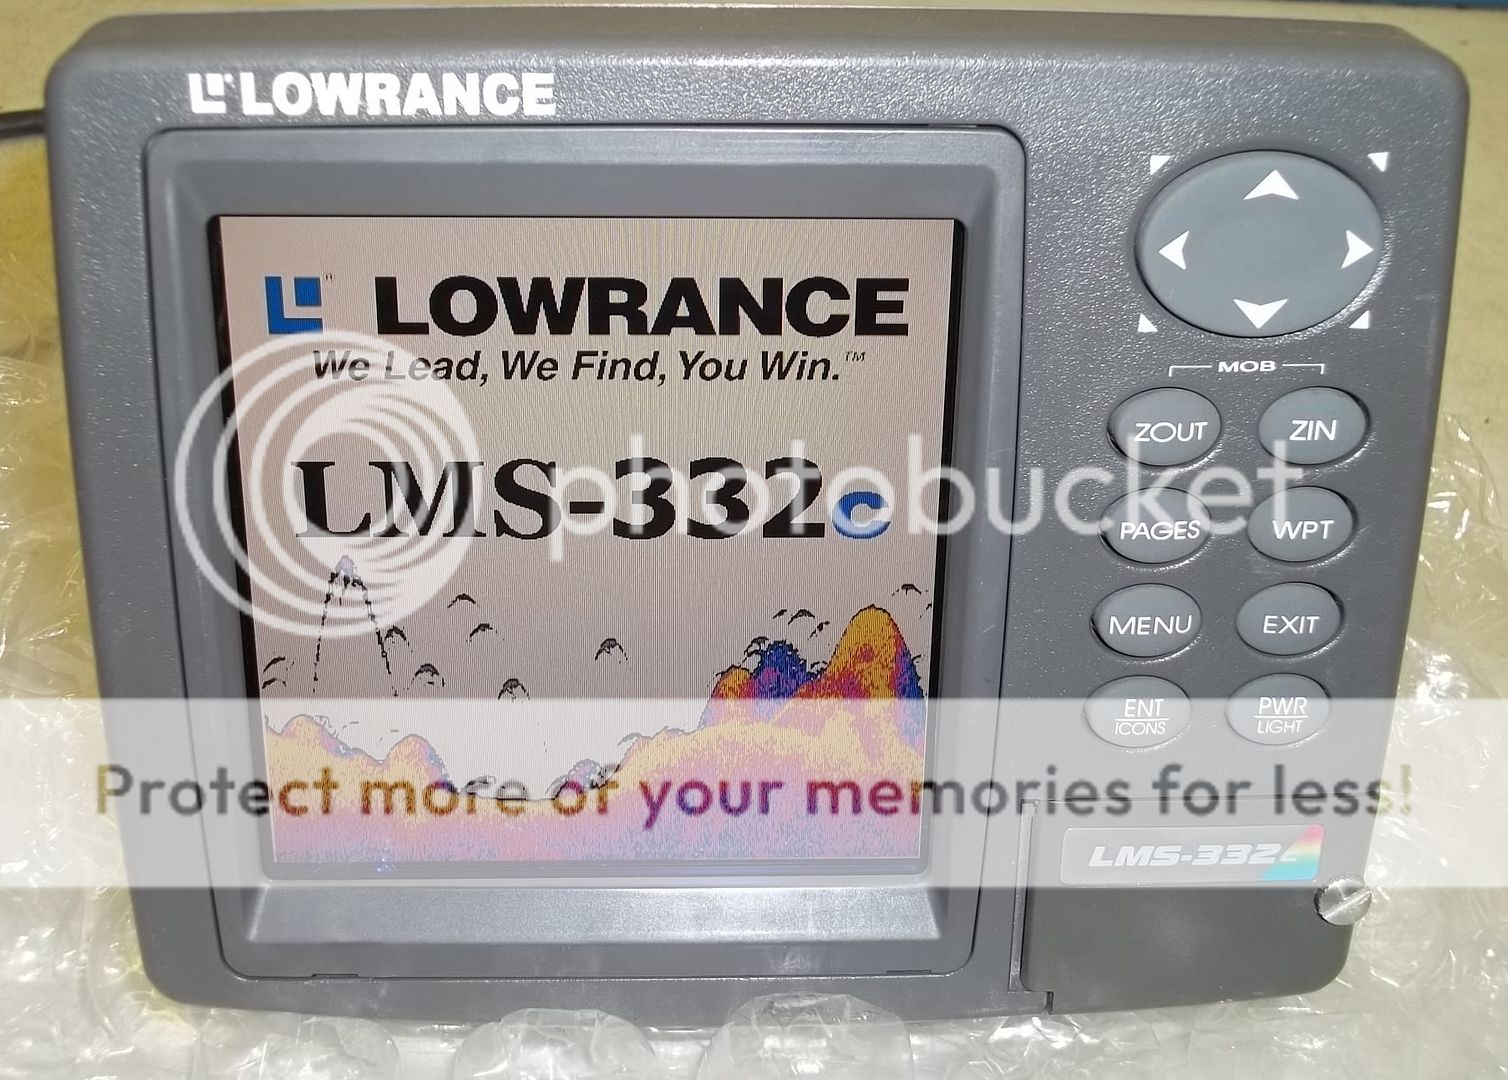 LOWRANCE
LOWRANCE
We Lead, We Find, You Win.™
LMS-332c
photobucket
MOB
ZOUT ZIN
PAGES WPT
MENU EXIT
ENT PWR
ICONS LIGHT
Protect more of your memories for less!
LMS-332c